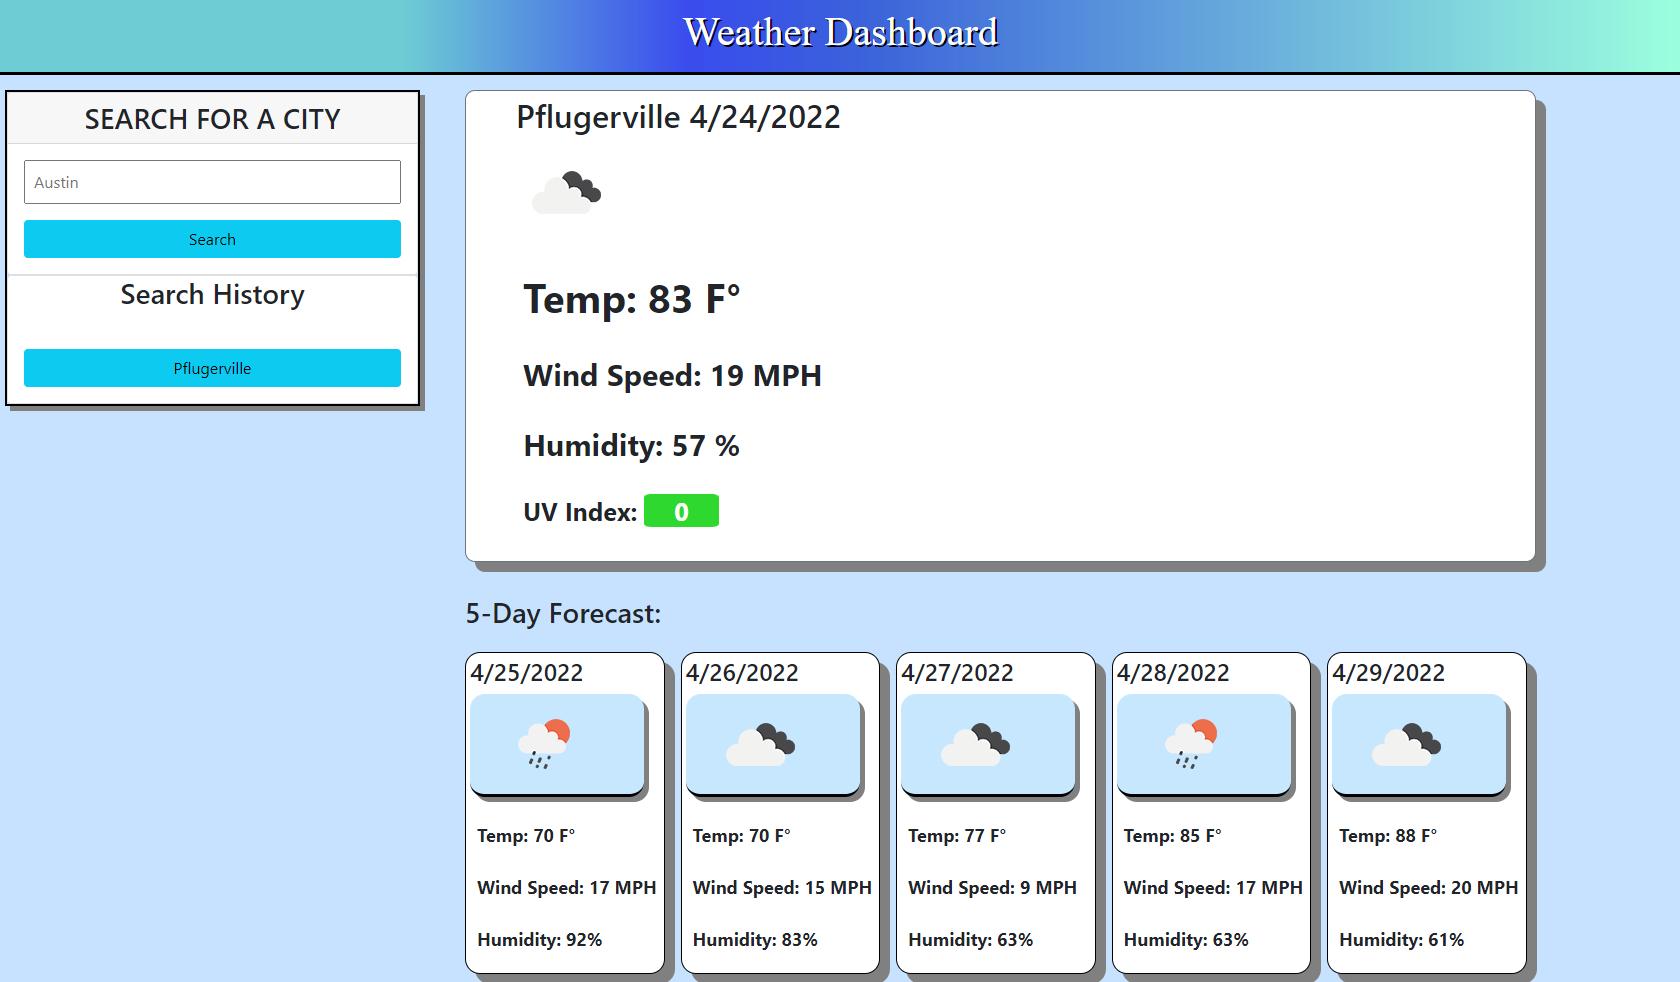 Weather Dashboard
SEARCH FOR A CITY
Austin
Search
Search History
Pflugerville
Pflugerville 4/24/2022
Temp: 83 F°
Wind Speed: 19 MPH
Humidity: 57 %
UV Index: 0
5-Day Forecast:
4/25/2022
Temp: 70 F°
Wind Speed: 17 MPH
Humidity: 92%
4/26/2022
Temp: 70 F°
Wind Speed: 15 MPH
Humidity: 83%
4/27/2022
Temp: 77 F°
Wind Speed: 9 MPH
Humidity: 63%
4/28/2022
Temp: 85 F°
Wind Speed: 17 MPH
Humidity: 63%
4/29/2022
Temp: 88 F°
Wind Speed: 20 MPH
Humidity: 61%